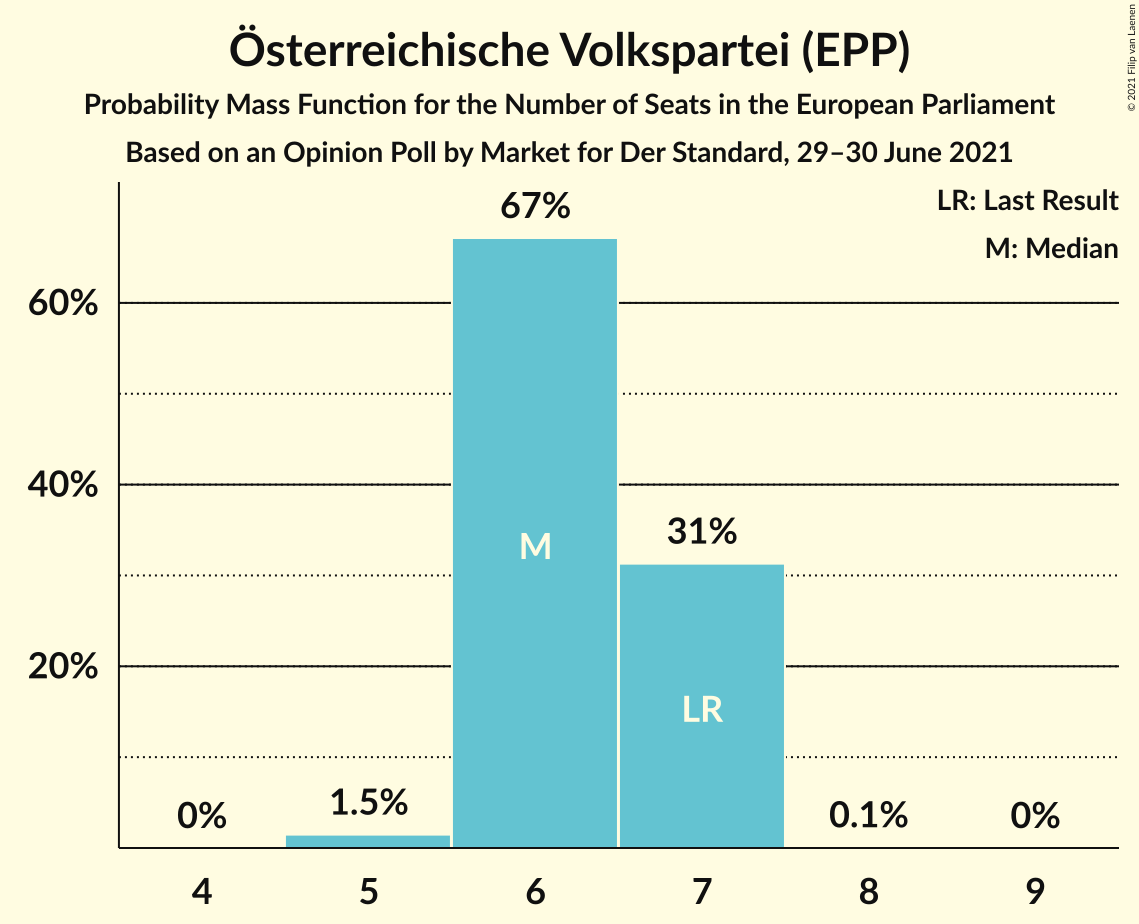 Österreichische Volkspartei (EPP)
Probability Mass Function for the Number of Seats in the European Parliament
Based on an Opinion Poll by Market for Der Standard, 29–30 June 2021
© 2021 Filip van Laenen
LR: Last Result
M: Median
67%
60%
40%
31%
M
20%
LR
1.5%
0%
0.1%
0%
4 5 6 7 8 9